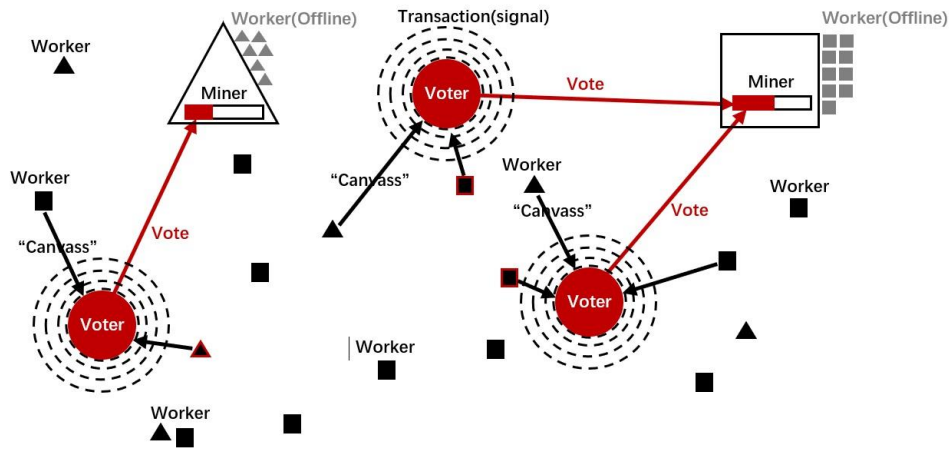 Worker(Offline)
Transaction(signal)
Worker(Offline)
Worker
Miner
Voter
Vote
Miner
Worker
“Canvass”
Worker
Worker
“Canvass”
Vote
Vote
“Canvass”
Voter
Voter
Worker
Worker